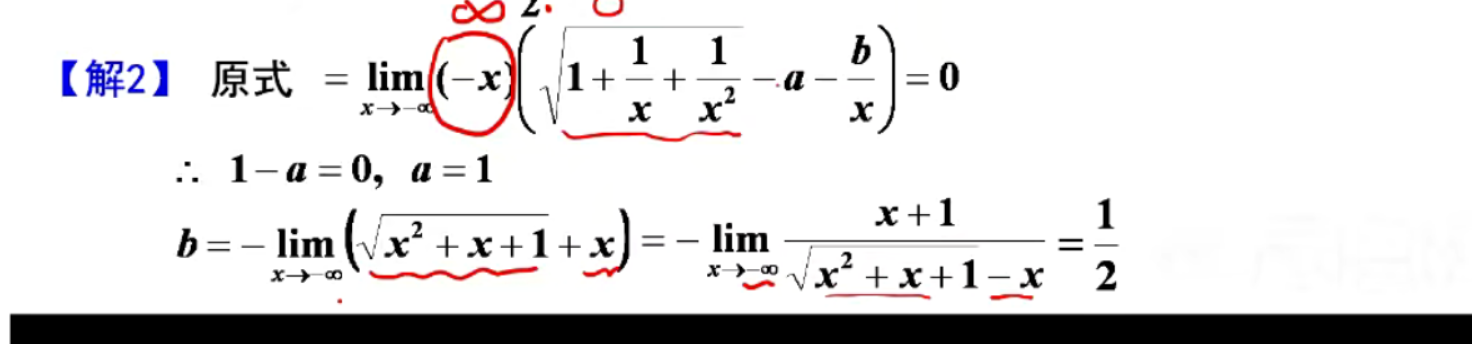 ∞ 2.
【解2】 原式 = lim_{x→-∞} (-x) ( √(1 + 1/x + 1/x²) - a - b/x ) = 0
∴ 1 - a = 0, a = 1
b = - lim_{x→-∞} ( √(x² + x + 1) + x ) = - lim_{x→-∞} (x + 1)/(√(x² + x + 1) - x) = 1/2